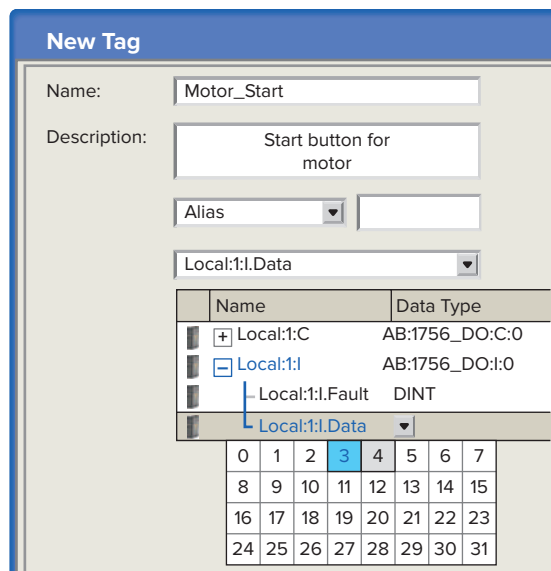 New Tag
Name: Motor_Start
Description: Start button for
motor
Alias
Local:1:I.Data
Name Data Type
+ Local:1:C AB:1756_DO:C:0
− Local:1:I AB:1756_DO:I:0
Local:1:I.Fault DINT
Local:1:I.Data
0 1 2 3 4 5 6 7
8 9 10 11 12 13 14 15
16 17 18 19 20 21 22 23
24 25 26 27 28 29 30 31